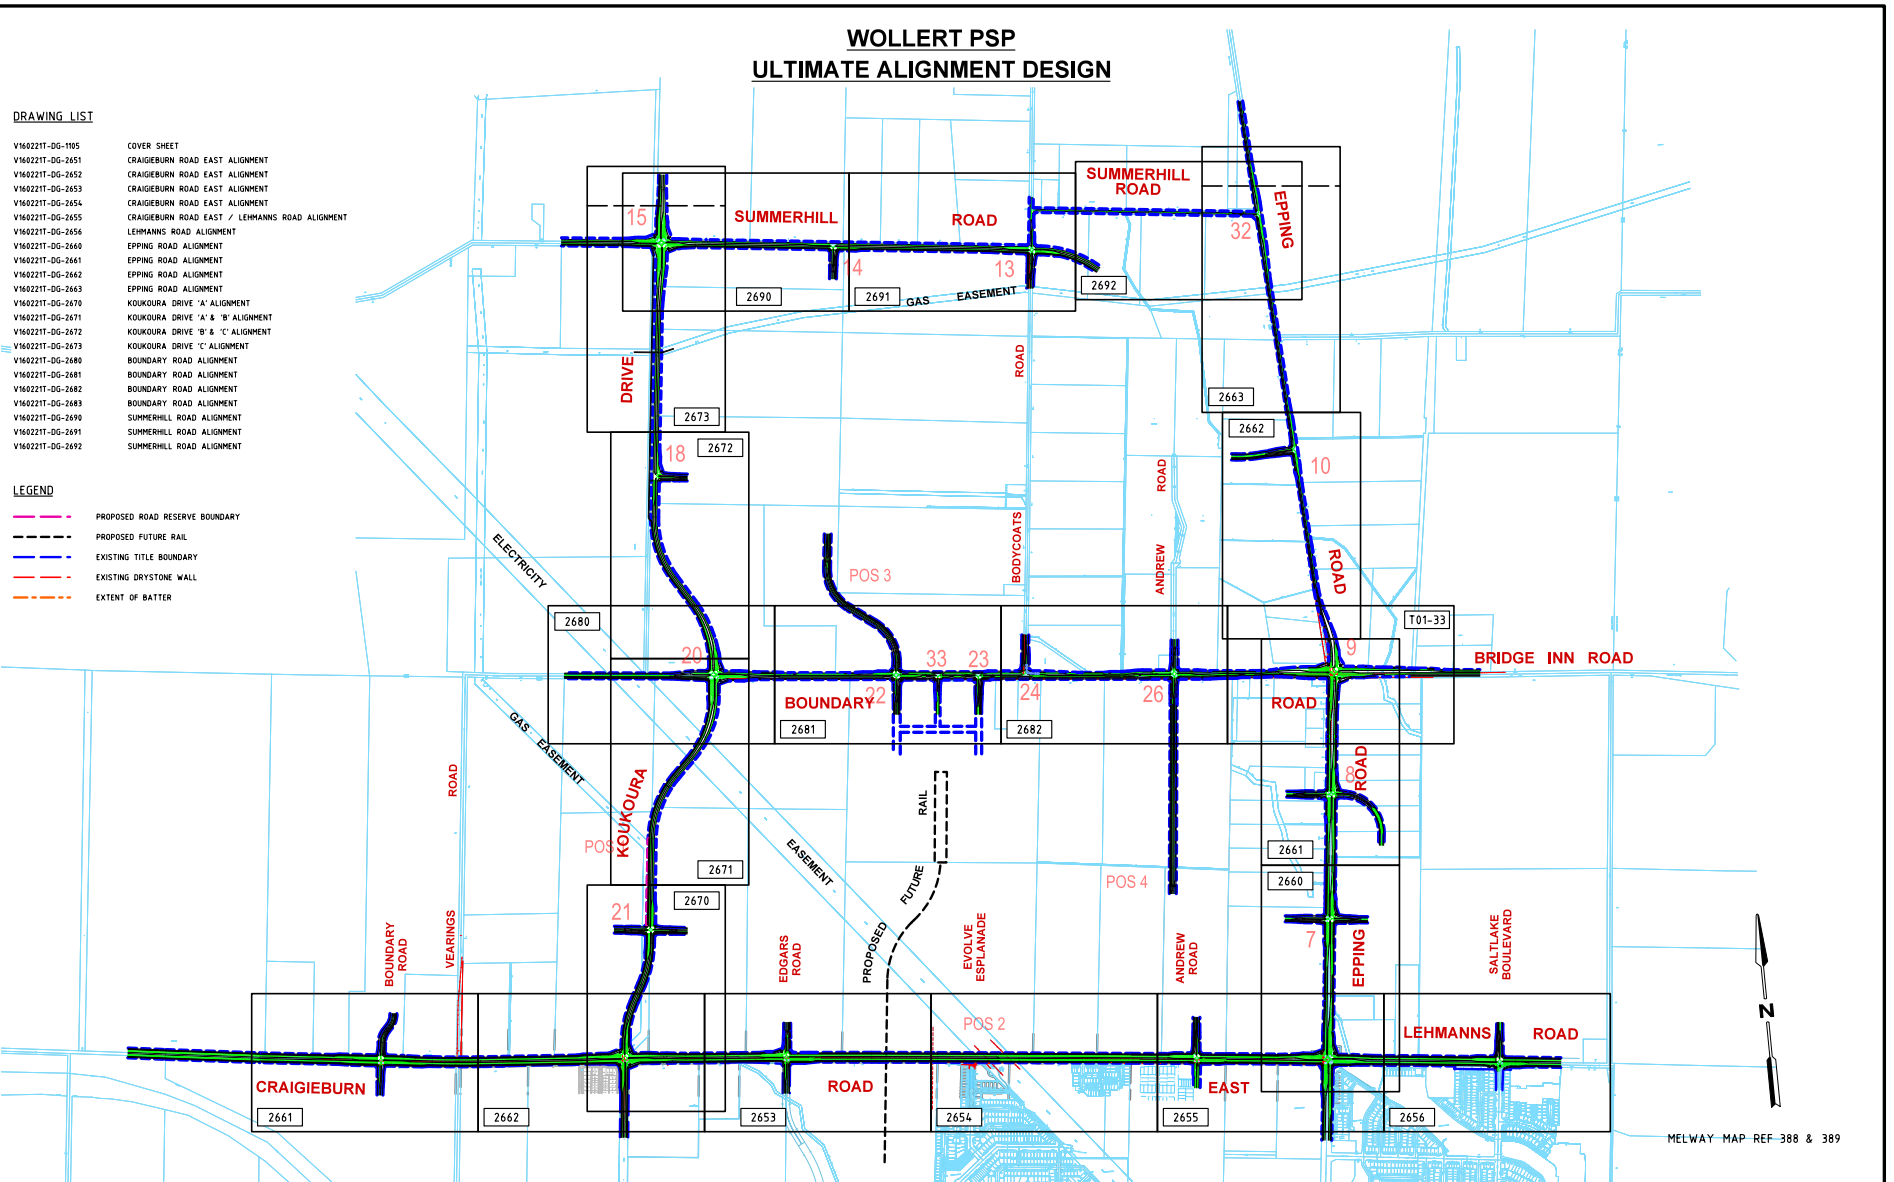 WOLLERT PSP
ULTIMATE ALIGNMENT DESIGN
DRAWING LIST
V160221T-DG-1105 COVER SHEET
V160221T-DG-2651 CRAIGIEBURN ROAD EAST ALIGNMENT
V160221T-DG-2652 CRAIGIEBURN ROAD EAST ALIGNMENT
V160221T-DG-2653 CRAIGIEBURN ROAD EAST ALIGNMENT
V160221T-DG-2654 CRAIGIEBURN ROAD EAST ALIGNMENT
V160221T-DG-2655 CRAIGIEBURN ROAD EAST / LEHMANNS ROAD ALIGNMENT
V160221T-DG-2656 LEHMANNS ROAD ALIGNMENT
V160221T-DG-2660 EPPING ROAD ALIGNMENT
V160221T-DG-2661 EPPING ROAD ALIGNMENT
V160221T-DG-2662 EPPING ROAD ALIGNMENT
V160221T-DG-2663 EPPING ROAD ALIGNMENT
V160221T-DG-2670 KOUKOURA DRIVE 'A' ALIGNMENT
V160221T-DG-2671 KOUKOURA DRIVE 'A' & 'B' ALIGNMENT
V160221T-DG-2672 KOUKOURA DRIVE 'B' & 'C' ALIGNMENT
V160221T-DG-2673 KOUKOURA DRIVE 'C' ALIGNMENT
V160221T-DG-2680 BOUNDARY ROAD ALIGNMENT
V160221T-DG-2681 BOUNDARY ROAD ALIGNMENT
V160221T-DG-2682 BOUNDARY ROAD ALIGNMENT
V160221T-DG-2683 BOUNDARY ROAD ALIGNMENT
V160221T-DG-2690 SUMMERHILL ROAD ALIGNMENT
V160221T-DG-2691 SUMMERHILL ROAD ALIGNMENT
V160221T-DG-2692 SUMMERHILL ROAD ALIGNMENT
LEGEND
PROPOSED ROAD RESERVE BOUNDARY
PROPOSED FUTURE RAIL
EXISTING TITLE BOUNDARY
EXISTING DRYSTONE WALL
EXTENT OF BATTER
SUMMERHILL
ROAD
EPPING
15
SUMMERHILL
ROAD
32
14
13
2690
2691
GAS EASEMENT
2692
DRIVE
ROAD
2673
2663
18
2672
2662
10
ROAD
ELECTRICITY
BODYCOATS
ANDREW
ROAD
POS 3
2680
T01-33
20
33
23
9
BRIDGE INN ROAD
BOUNDARY
22
24
26
ROAD
2681
2682
GAS EASEMENT
ROAD
KOUKOURA
RAIL
8
ROAD
POS
EASEMENT
2661
2671
FUTURE
POS 4
2660
2670
21
BOUNDARY
ROAD
VEARINGS
EDGARS
ROAD
PROPOSED
EVOLVE
ESPLANADE
ANDREW
ROAD
7
EPPING
SALTLAKE
BOULEVARD
N
POS 2
LEHMANNS
ROAD
CRAIGIEBURN
ROAD
EAST
2661
2662
2653
2654
2655
2656
MELWAY MAP REF 388 & 389